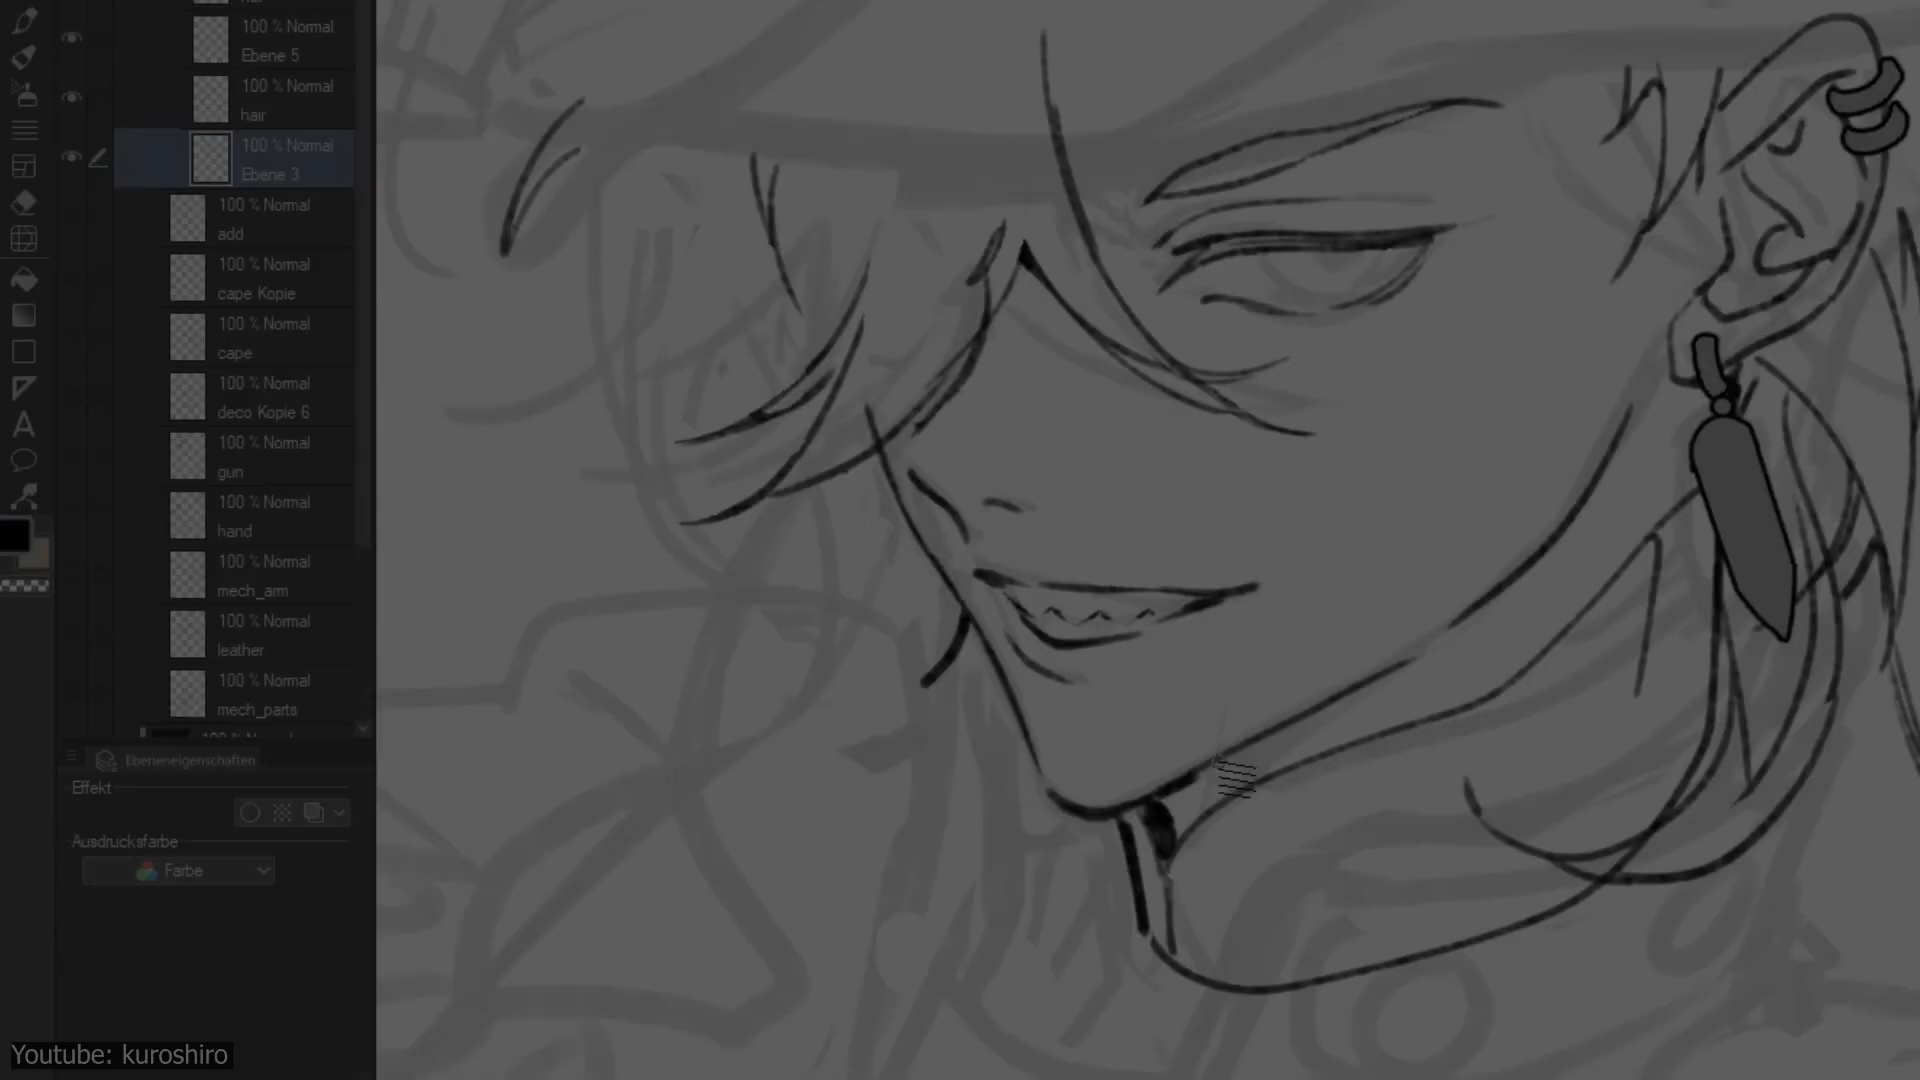 100 % Normal
Ebene 5
100 % Normal
hair
100 % Normal
Ebene 3
100 % Normal
add
100 % Normal
cape Kopie
100 % Normal
cape
100 % Normal
deco Kopie 6
100 % Normal
gun
100 % Normal
hand
100 % Normal
mech_arm
100 % Normal
leather
100 % Normal
mech_parts
Ebeneneigenschaften
Effekt
Ausdrucksfarbe
Farbe
Youtube: kuroshiro